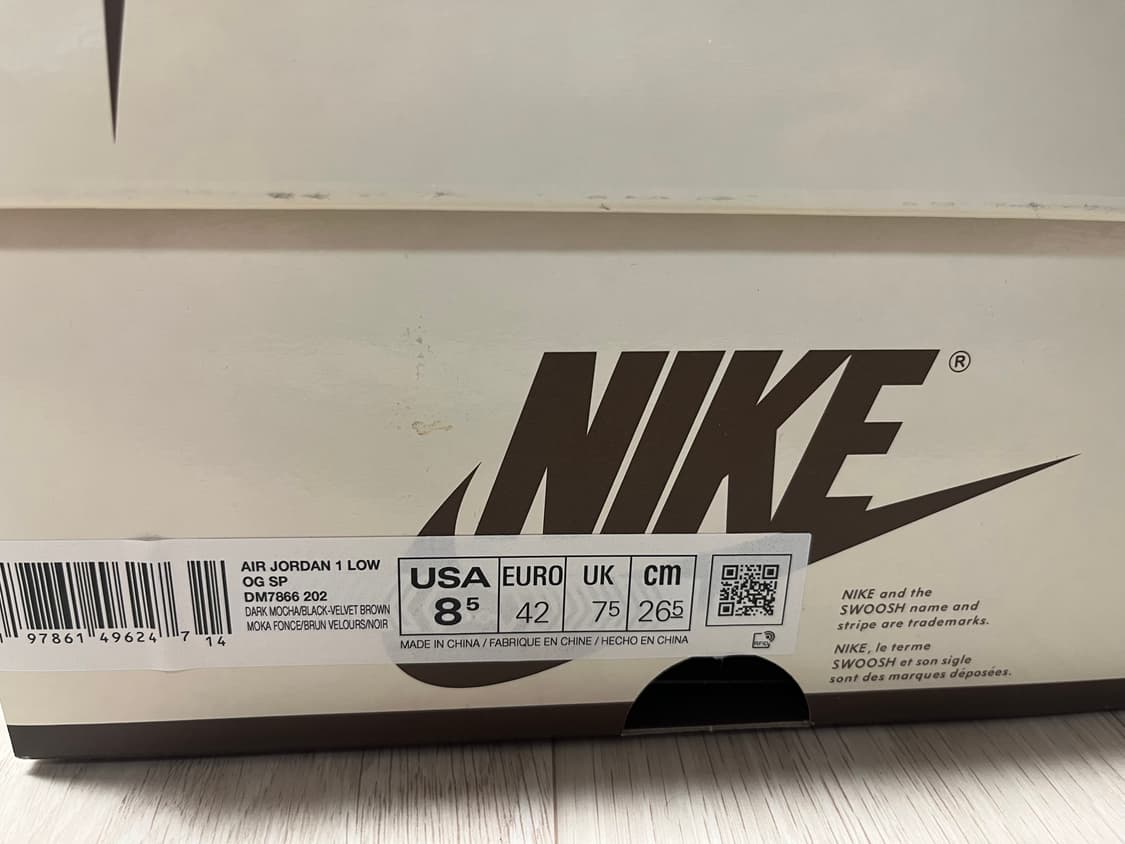 NIKE®
AIR JORDAN 1 LOW
OG SP
DM7866 202
DARK MOCHA/BLACK-VELVET BROWN
MOKA FONCE/BRUN VELOURS/NOIR
97861 49624 7 14
USA EURO UK cm
8⁵ 42 7⁵ 26⁵
MADE IN CHINA / FABRIQUE EN CHINE / HECHO EN CHINA
RFID
NIKE and the
SWOOSH name and
stripe are trademarks.
NIKE, le terme
SWOOSH et son sigle
sont des marques déposées.